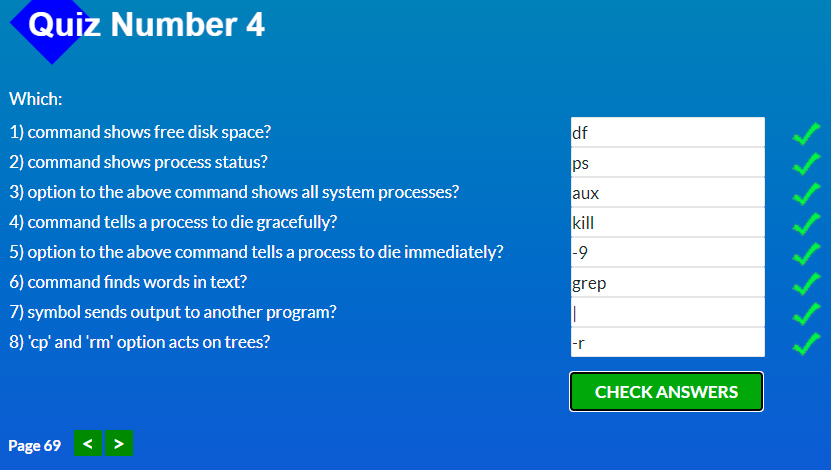 Quiz Number 4
Which:
1) command shows free disk space? df
2) command shows process status? ps
3) option to the above command shows all system processes? aux
4) command tells a process to die gracefully? kill
5) option to the above command tells a process to die immediately? -9
6) command finds words in text? grep
7) symbol sends output to another program? |
8) 'cp' and 'rm' option acts on trees? -r
CHECK ANSWERS
Page 69 < >